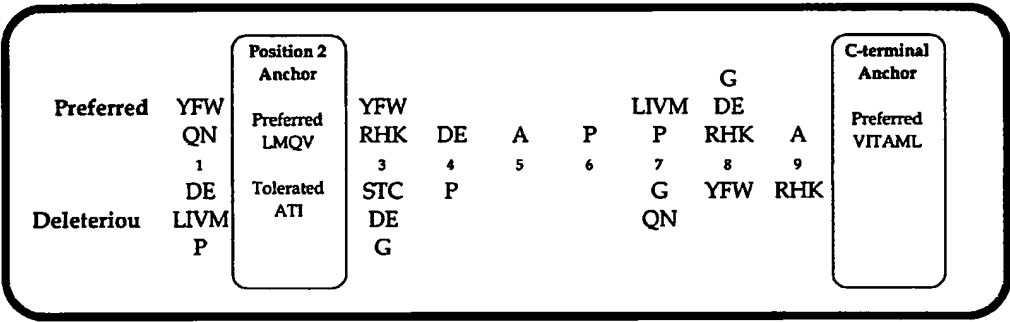 Position 2 C-terminal
Anchor Anchor
G
Preferred YFW Preferred YFW LIVM DE Preferred
QN LMQV RHK DE A P P RHK A VITAML
1 3 4 5 6 7 8 9
DE Tolerated STC P G YFW RHK
Deleteriou LIVM ATI DE QN
P G